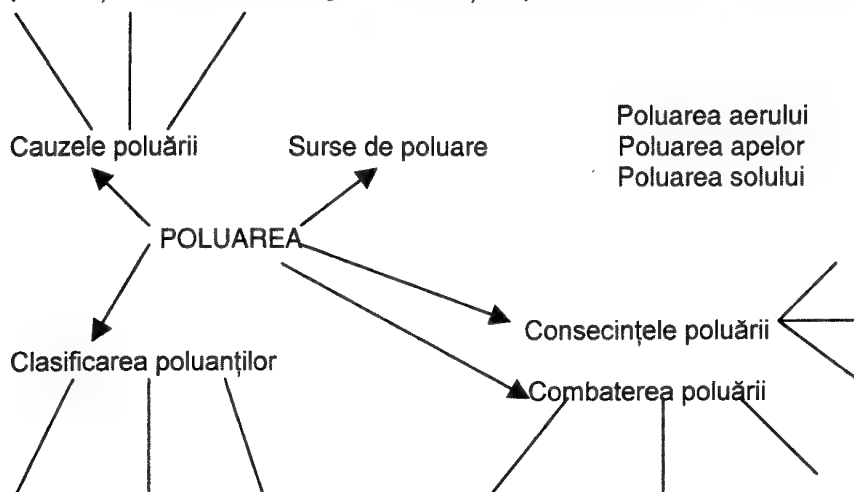 Poluarea aerului
Cauzele poluării Surse de poluare Poluarea apelor
Poluarea solului
POLUAREA
Consecințele poluării
Clasificarea poluanților
Combaterea poluării